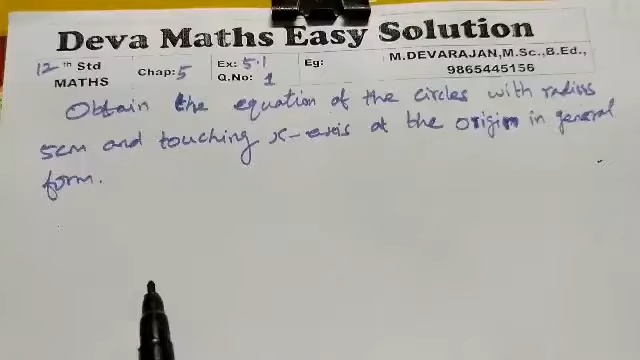 Deva Maths Easy Solution
12th Std MATHS
Chap: 5
Ex: 5.1
Q.No: 1
Eg:
M.DEVARAJAN,M.Sc.,B.Ed.,
9865445156
Obtain the equation of the circles with radius
5cm and touching x-axis at the origin in general
form.